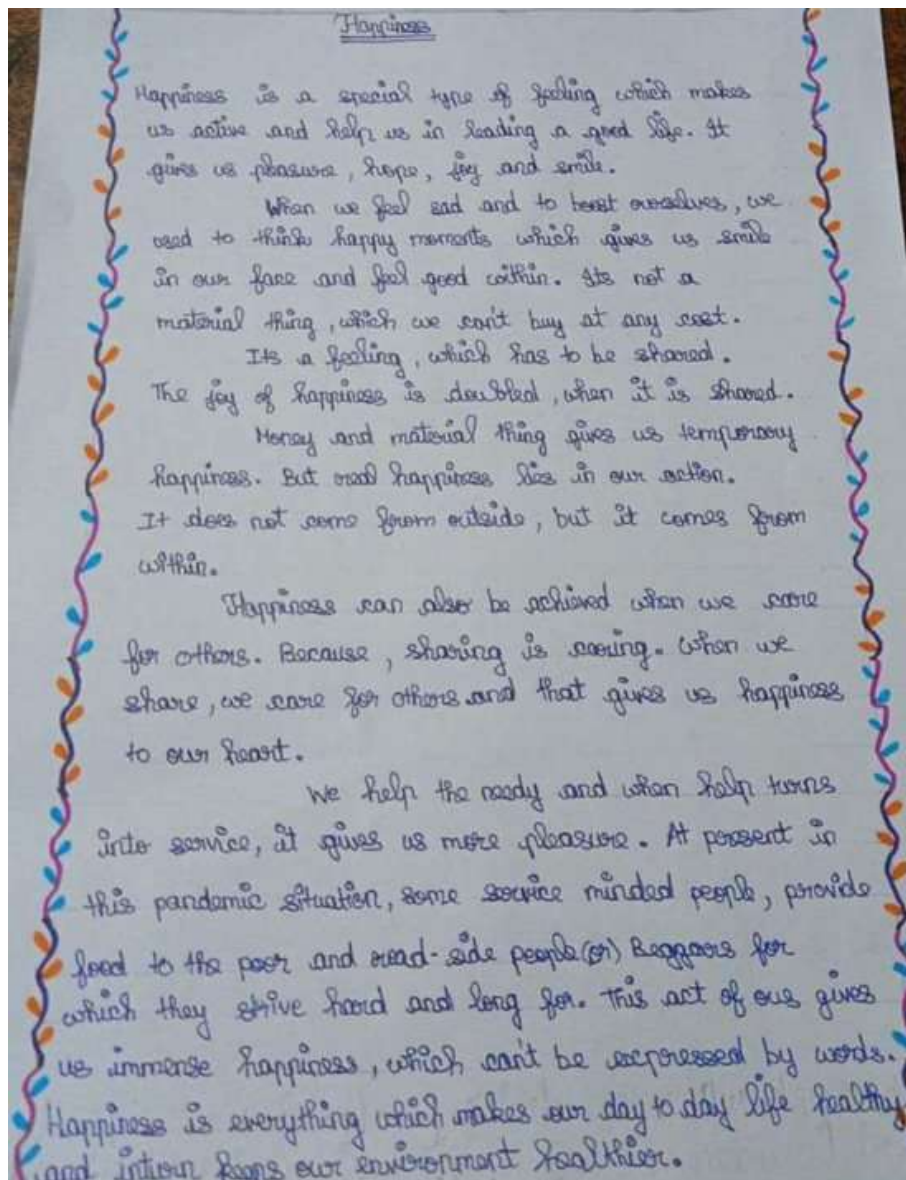 Happiness
Happiness is a special type of feeling which makes
us active and help us in leading a good life. It
gives us pleasure, hope, joy and smile.
When we feel sad and to boost ourselves, we
used to think happy moments which gives us smile
in our face and feel good within. Its not a
material thing, which we can't buy at any cost.
Its a feeling, which has to be shared.
The joy of happiness is doubled, when it is shared.
Money and material thing gives us temporary
happiness. But real happiness lies in our action.
It does not come from outside, but it comes from
within.
Happiness can also be achieved when we care
for others. Because, sharing is caring. When we
share, we care for others and that gives us happiness
to our heart.
We help the needy and when help turns
into service, it gives us more pleasure. At present in
this pandemic situation, some service minded people, provide
food to the poor and road-side people(or) Beggars for
which they strive hard and long for. This act of ous gives
us immense happiness, which can't be expressed by words.
Happiness is everything which makes our day to day life healthy
and inturn keeps our environment healthier.